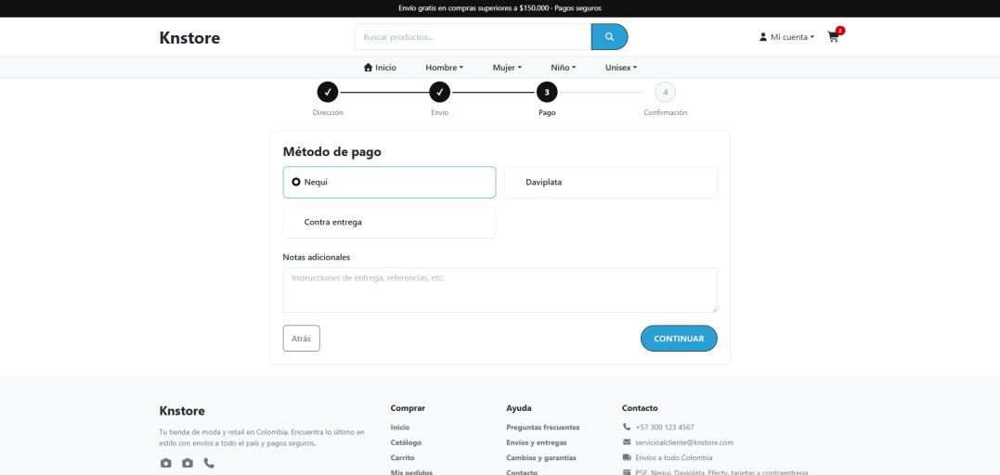 Envío gratis en compras superiores a $150.000 · Pagos seguros
Knstore
Buscar productos...
Mi cuenta
2
Inicio
Hombre
Mujer
Niño
Unisex
3
4
Dirección
Envío
Pago
Confirmación
Método de pago
Nequi
Daviplata
Contra entrega
Notas adicionales
Instrucciones de entrega, referencias, etc.
Atrás
CONTINUAR
Knstore
Tu tienda de moda y retail en Colombia. Encuentra lo último en
estilo con envíos a todo el país y pagos seguros.
Comprar
Inicio
Catálogo
Carrito
Mis pedidos
Ayuda
Preguntas frecuentes
Envíos y entregas
Cambios y garantías
Contacto
Contacto
+57 300 123 4567
servicioalcliente@knstore.com
Envíos a todo Colombia
PSE, Nequi, Daviplata, Efecty, tarjetas y contraentrega